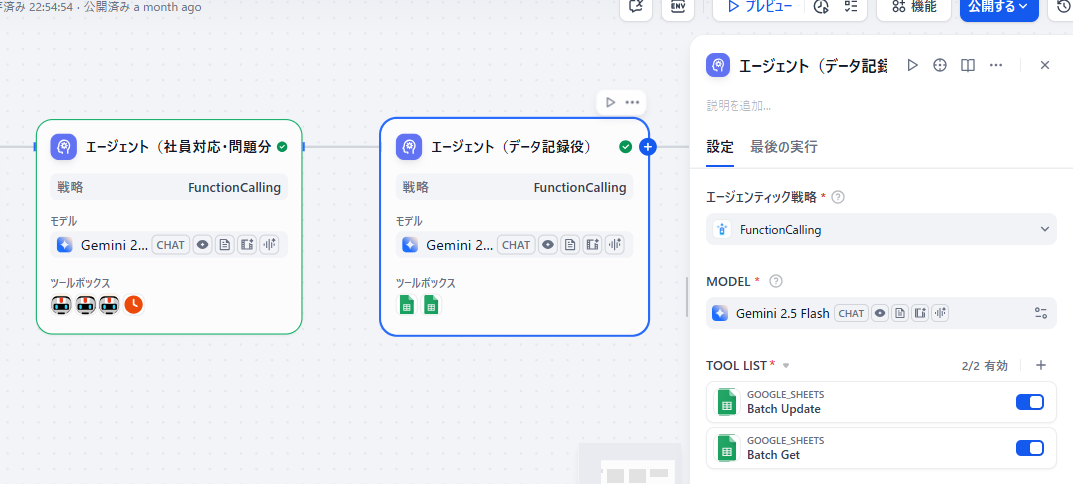 存済み 22:54:54 · 公開済み a month ago
ENV
プレビュー
機能
公開する
エージェント（社員対応・問題分
戦略
FunctionCalling
モデル
Gemini 2... CHAT
ツールボックス
エージェント（データ記録役）
戦略
FunctionCalling
モデル
Gemini 2... CHAT
ツールボックス
エージェント（データ記録
説明を追加...
設定 最後の実行
エージェンティック戦略 *
FunctionCalling
MODEL *
Gemini 2.5 Flash CHAT
TOOL LIST * 2/2 有効
GOOGLE_SHEETS
Batch Update
GOOGLE_SHEETS
Batch Get